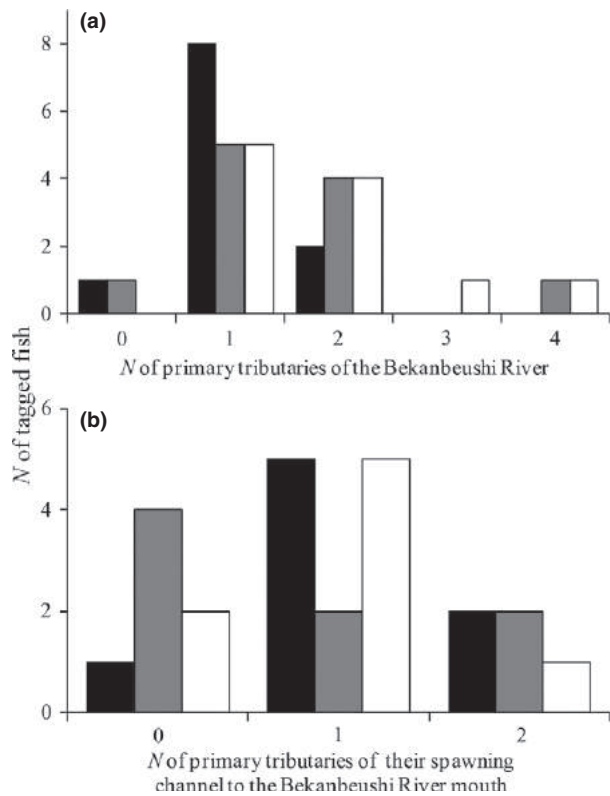 (a)
8
6
4
2
0
0 1 2 3 4
N of primary tributaries of the Bekanbeushi River
N of tagged fish
(b)
6
4
2
0
0 1 2
N of primary tributaries of their spawning
channel to the Bekanbeushi River mouth